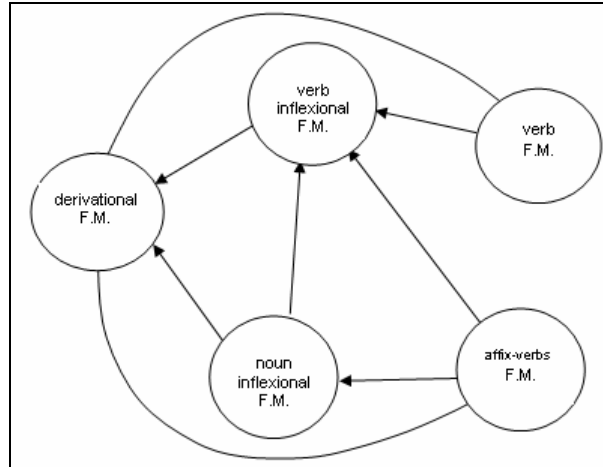 verb
inflexional
F.M.
verb
F.M.
derivational
F.M.
noun
inflexional
F.M.
affix-verbs
F.M.